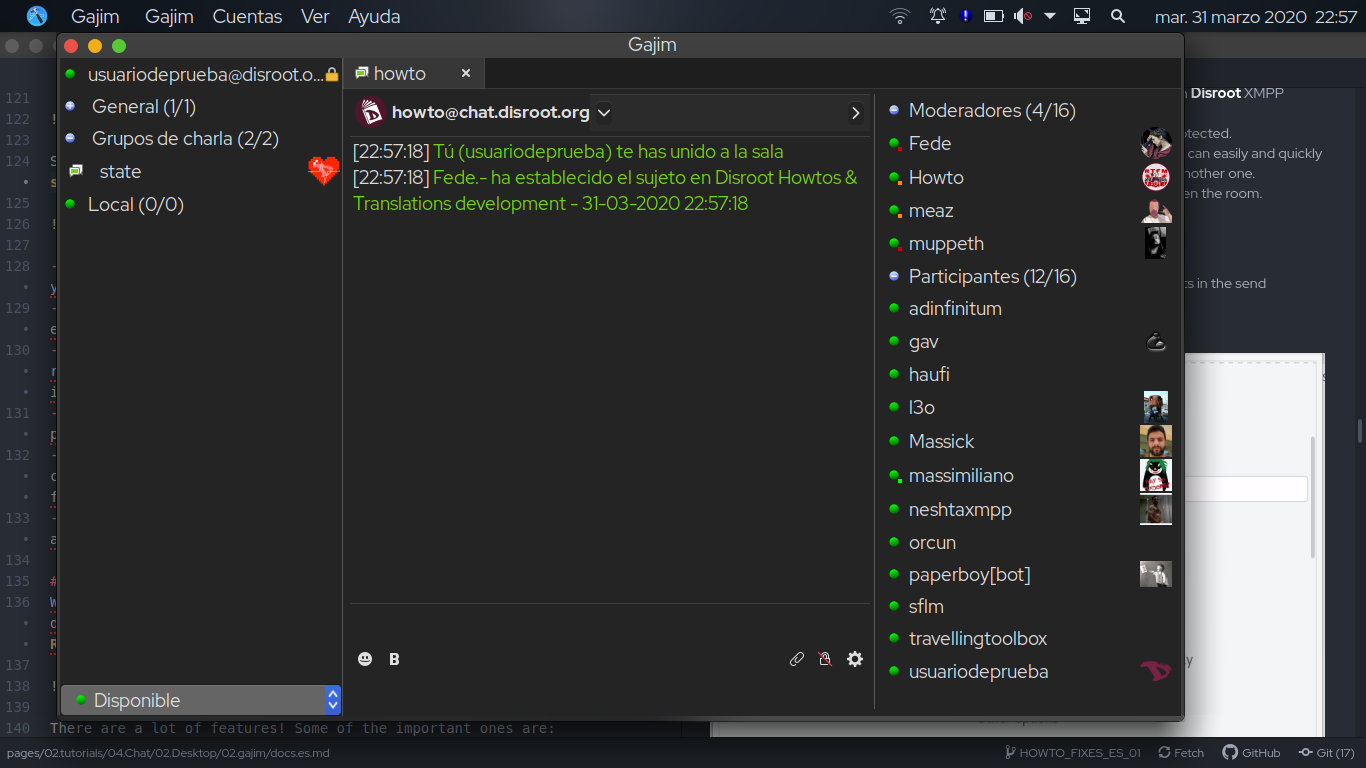 Gajim Gajim Cuentas Ver Ayuda mar. 31 marzo 2020 22:57
Gajim
usuariodeprueba@disroot.o...
General (1/1)
Grupos de charla (2/2)
state
Local (0/0)
Disponible
howto ×
howto@chat.disroot.org
[22:57:18] Tú (usuariodeprueba) te has unido a la sala
[22:57:18] Fede.- ha establecido el sujeto en Disroot Howtos &
Translations development - 31-03-2020 22:57:18
B
Moderadores (4/16)
Fede
Howto
meaz
muppeth
Participantes (12/16)
adinfinitum
gav
haufi
l3o
Massick
massimiliano
neshtaxmpp
orcun
paperboy[bot]
sflm
travellingtoolbox
usuariodeprueba
121
122 !
123
124 S
125
126 !
127
128 -
129 -
130 -
131 -
132 -
133 -
134
135 #
136 W
R
137
138 !
139
140 There are a lot of features! Some of the important ones are:
Disroot XMPP
can easily and quickly
nother one.
en the room.
ts in the send
pages/02.tutorials/04.Chat/02.Desktop/02.gajim/docs.es.md HOWTO_FIXES_ES_01 Fetch GitHub Git (17)